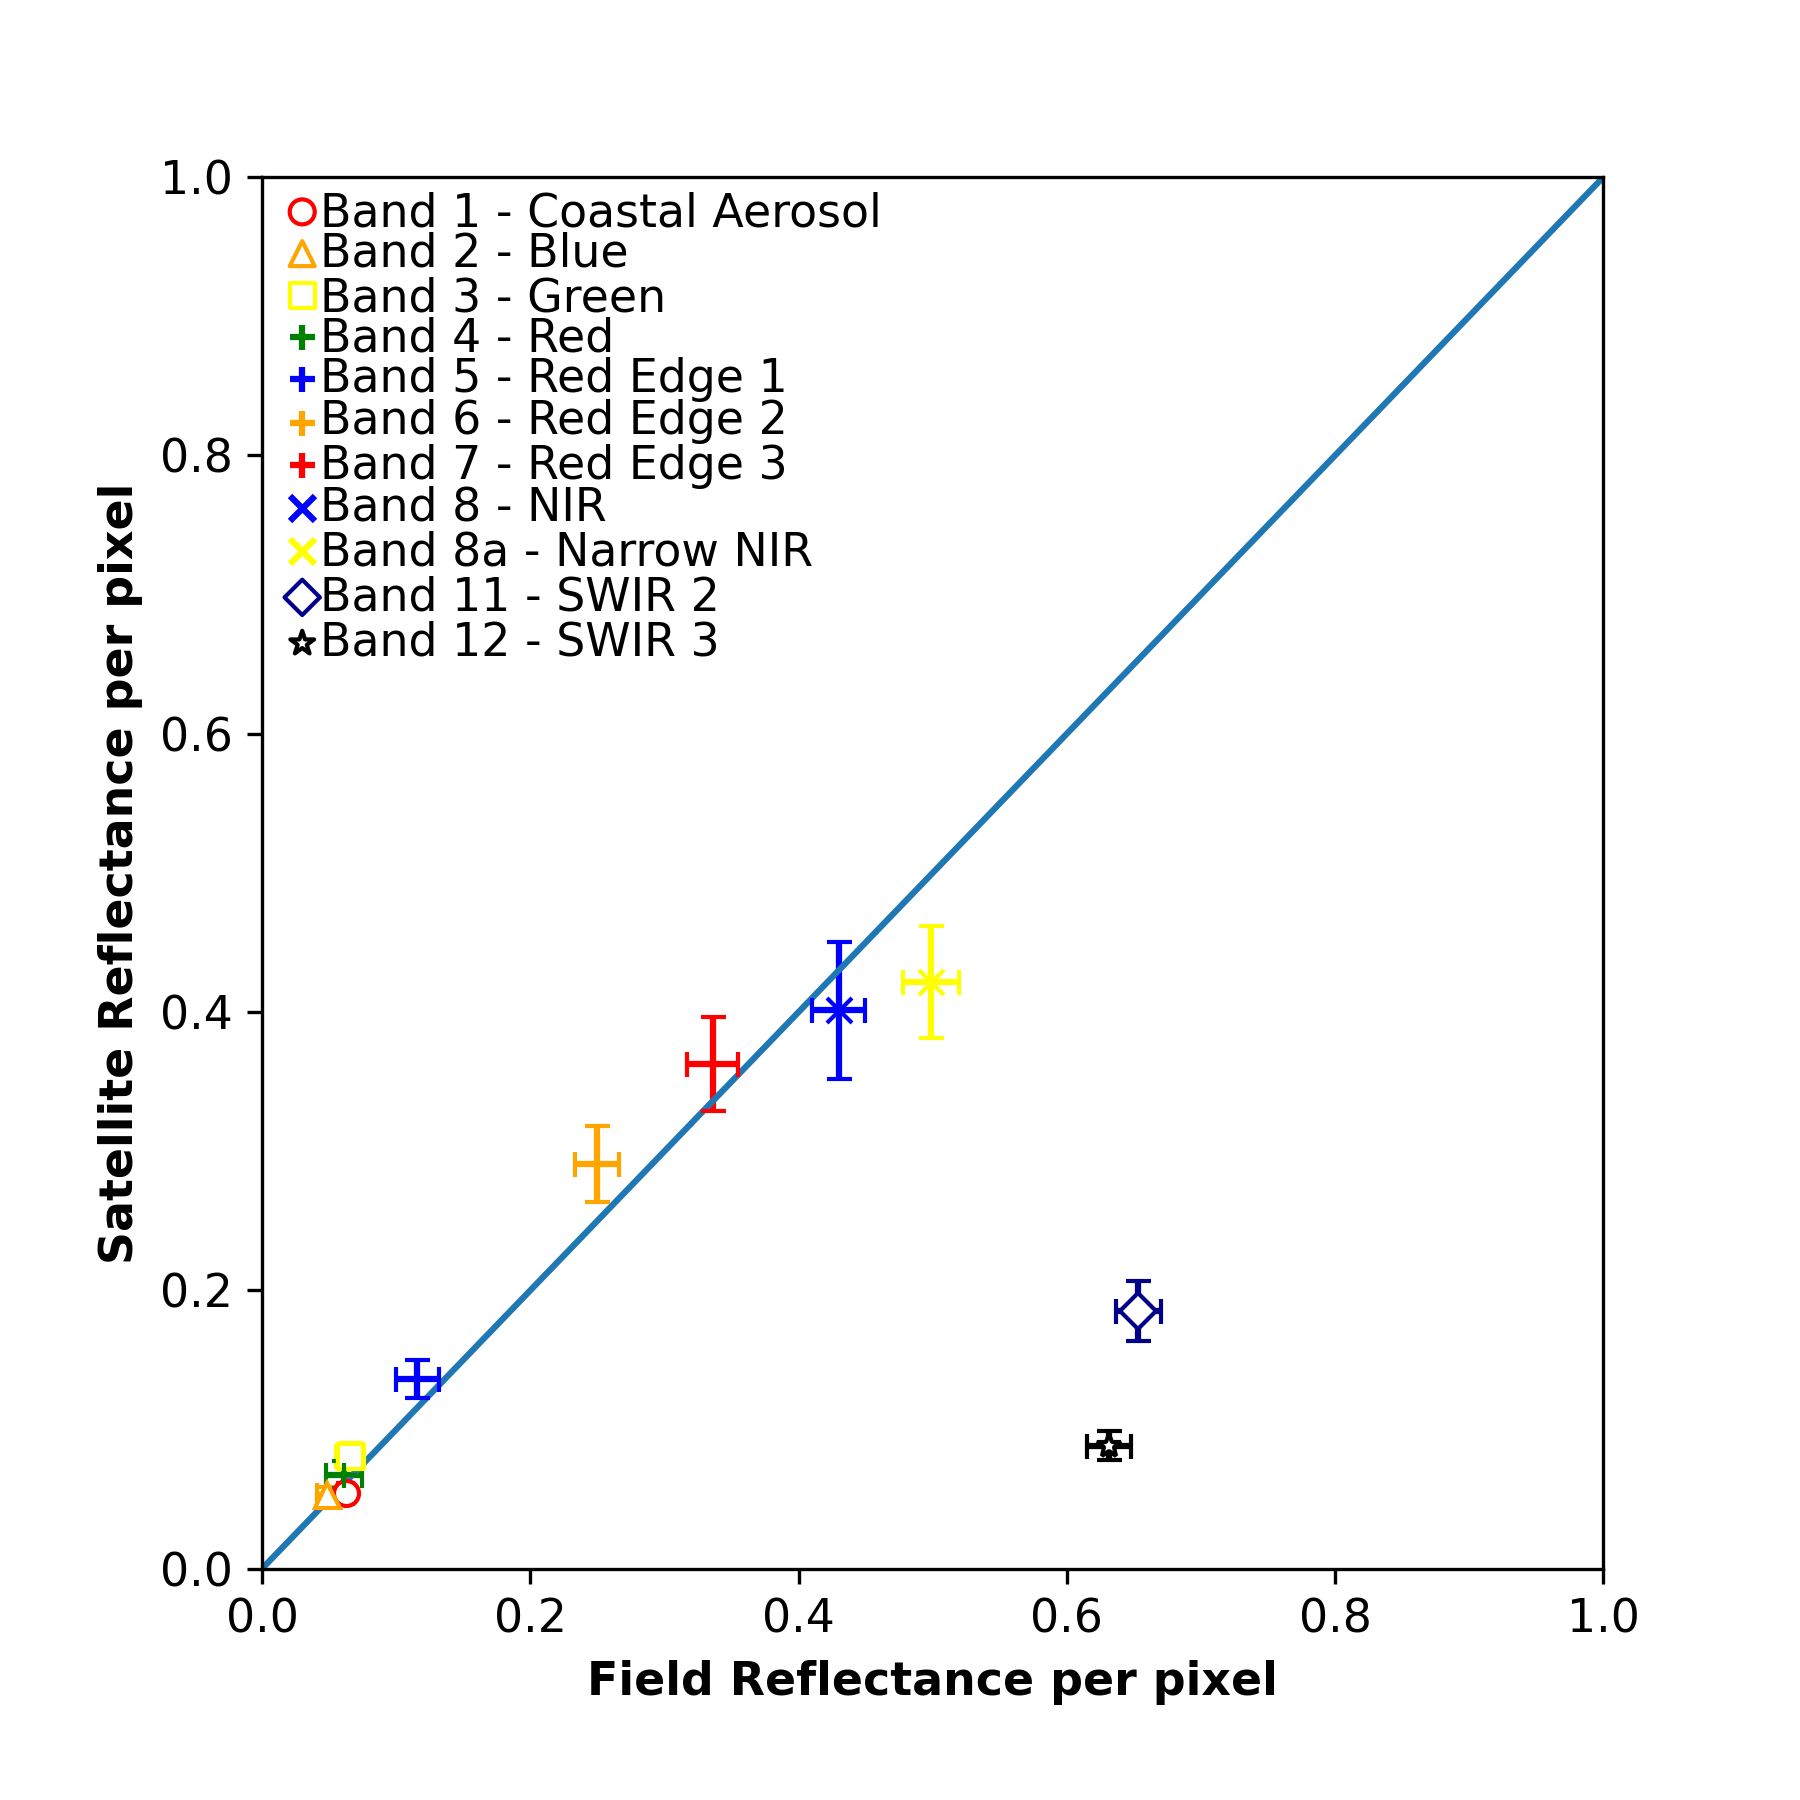 1.0
Band 1 - Coastal Aerosol
Band 2 - Blue
Band 3 - Green
Band 4 - Red
Band 5 - Red Edge 1
Band 6 - Red Edge 2
Band 7 - Red Edge 3
Band 8 - NIR
Band 8a - Narrow NIR
Band 11 - SWIR 2
Band 12 - SWIR 3
0.8
0.6
0.4
0.2
0.0
Satellite Reflectance per pixel
0.0 0.2 0.4 0.6 0.8 1.0
Field Reflectance per pixel